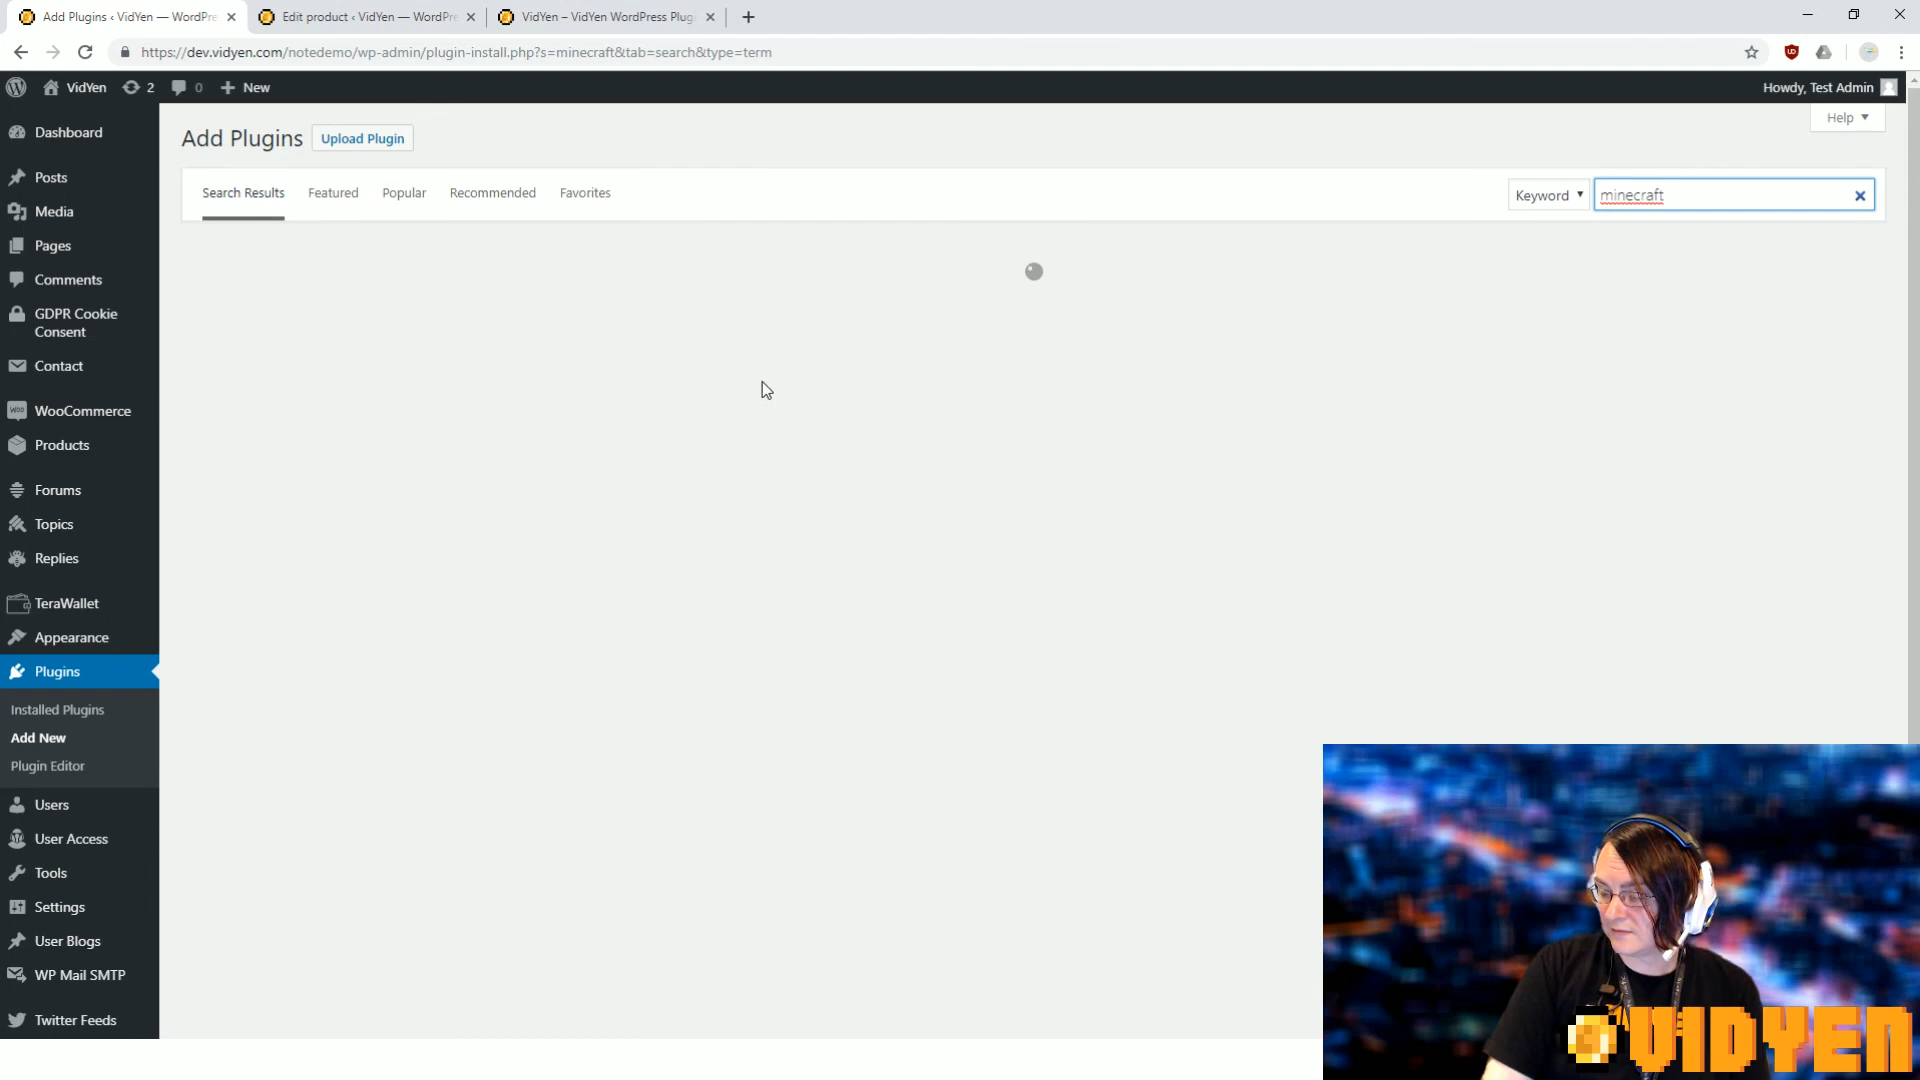 Add Plugins ‹ VidYen — WordPre
Edit product ‹ VidYen — WordPre
VidYen – VidYen WordPress Plug
https://dev.vidyen.com/notedemo/wp-admin/plugin-install.php?s=minecraft&tab=search&type=term
VidYen
2
0
New
Howdy, Test Admin
Help
Add Plugins
Upload Plugin
Search Results
Featured
Popular
Recommended
Favorites
Keyword
minecraft
Dashboard
Posts
Media
Pages
Comments
GDPR Cookie
Consent
Contact
WooCommerce
Products
Forums
Topics
Replies
TeraWallet
Appearance
Plugins
Installed Plugins
Add New
Plugin Editor
Users
User Access
Tools
Settings
User Blogs
WP Mail SMTP
Twitter Feeds
VIDYEN